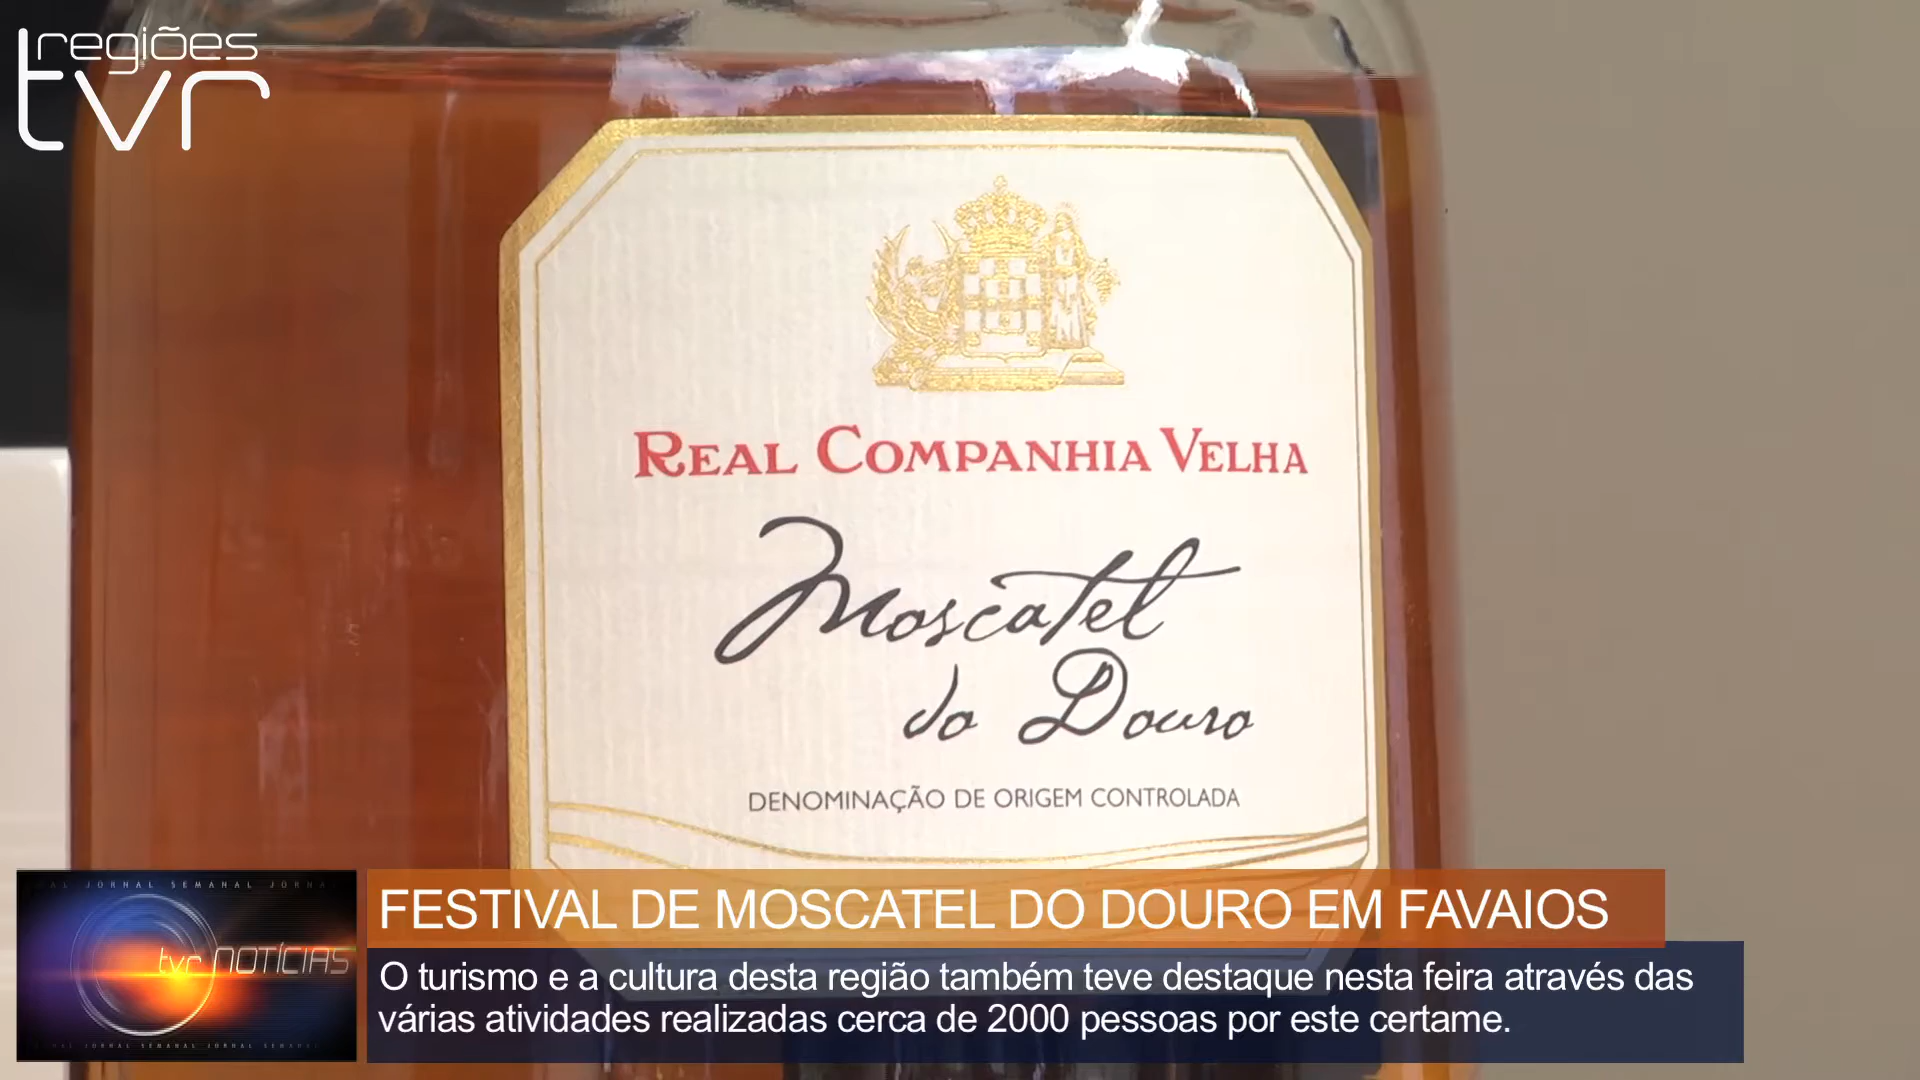 regiões
tvr
REAL COMPANHIA VELHA
Moscatel
do Douro
DENOMINAÇÃO DE ORIGEM CONTROLADA
FESTIVAL DE MOSCATEL DO DOURO EM FAVAIOS
JORNAL SEMANAL
tvr NOTÍCIAS
O turismo e a cultura desta região também teve destaque nesta feira através das
várias atividades realizadas cerca de 2000 pessoas por este certame.